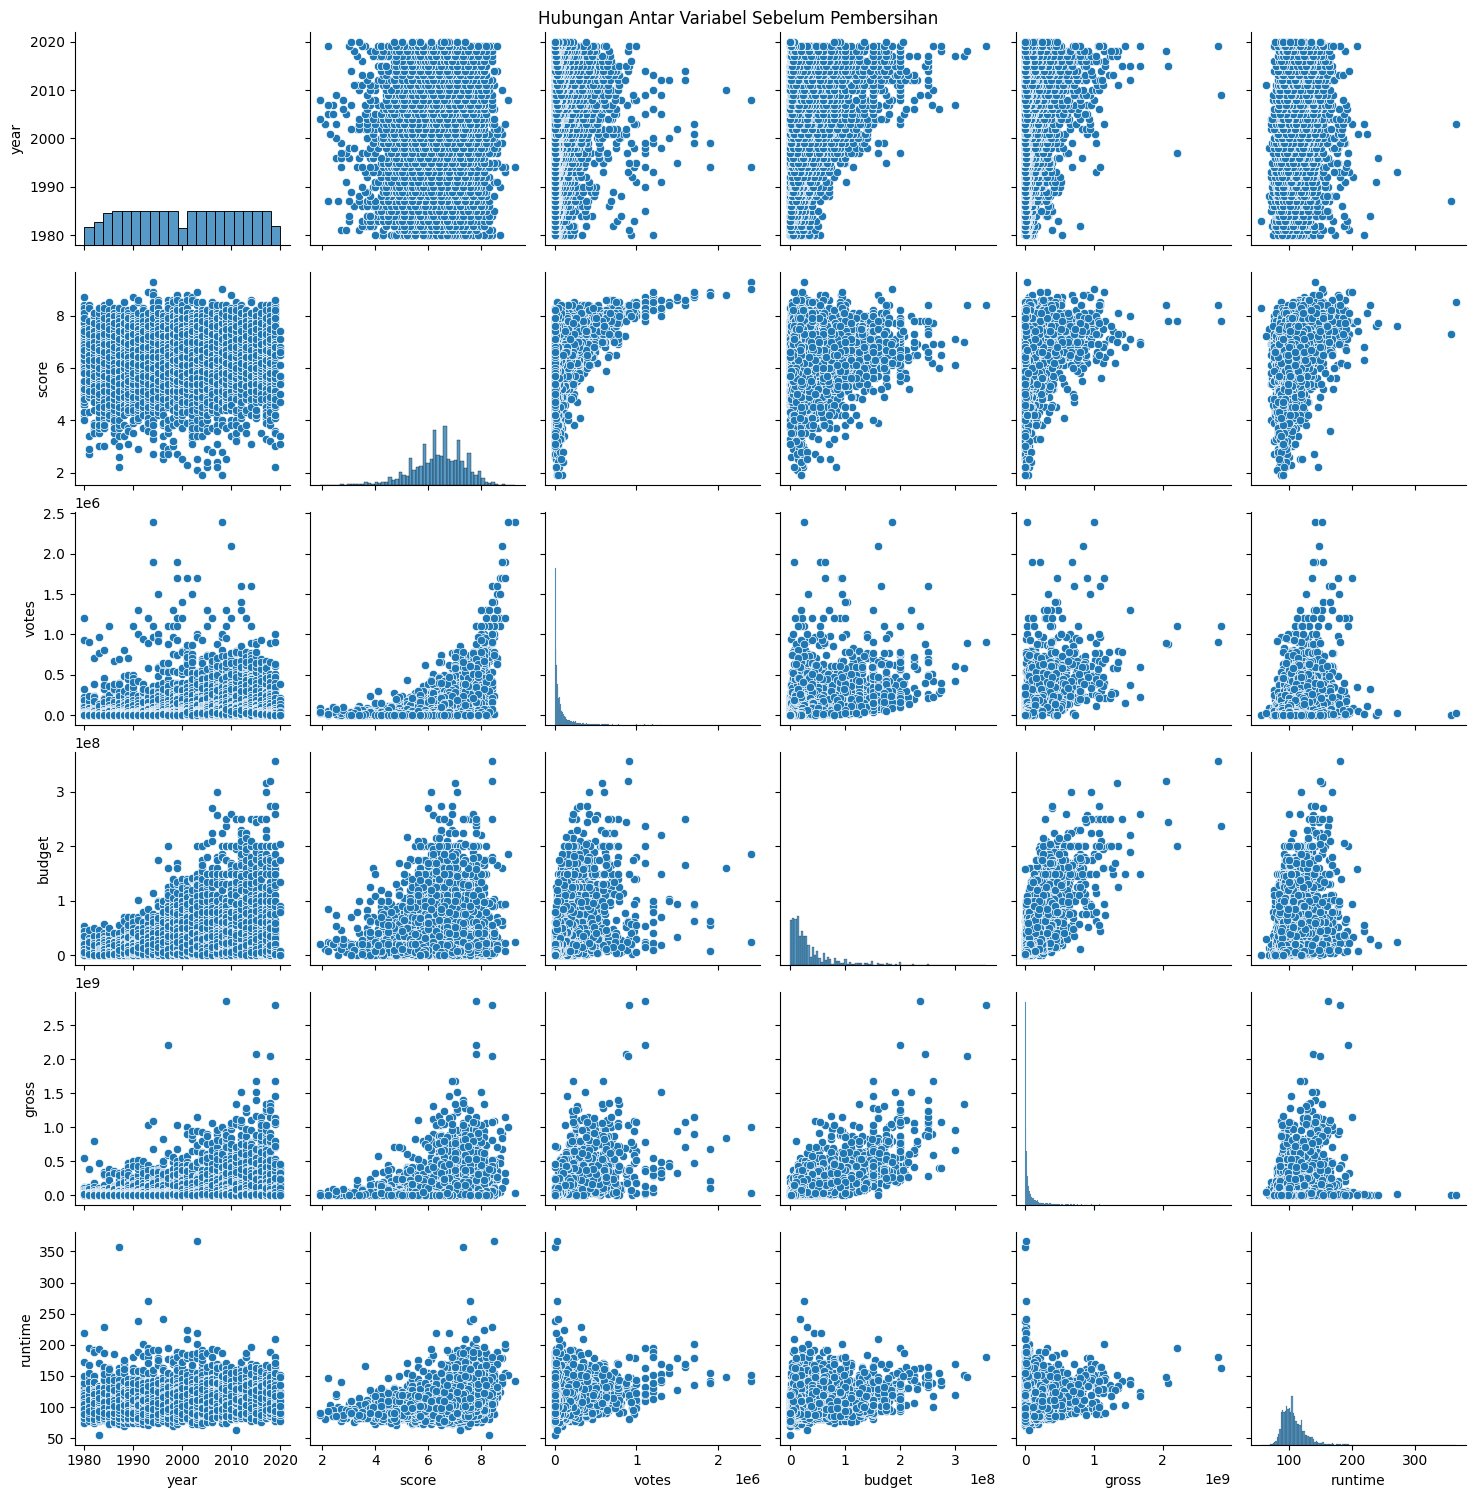 Hubungan Antar Variabel Sebelum Pembersihan
2020
2010
2000
1990
1980
year
8
6
4
2
score
1e6
2.5
2.0
1.5
1.0
0.5
0.0
votes
1e8
3
2
1
0
budget
1e9
2.5
2.0
1.5
1.0
0.5
0.0
gross
350
300
250
200
150
100
50
runtime
1980 1990 2000 2010 2020 2 4 6 8 0 1 2 0 1 2 3 0 1 2 100 200 300
1e6 1e8 1e9
year score votes budget gross runtime